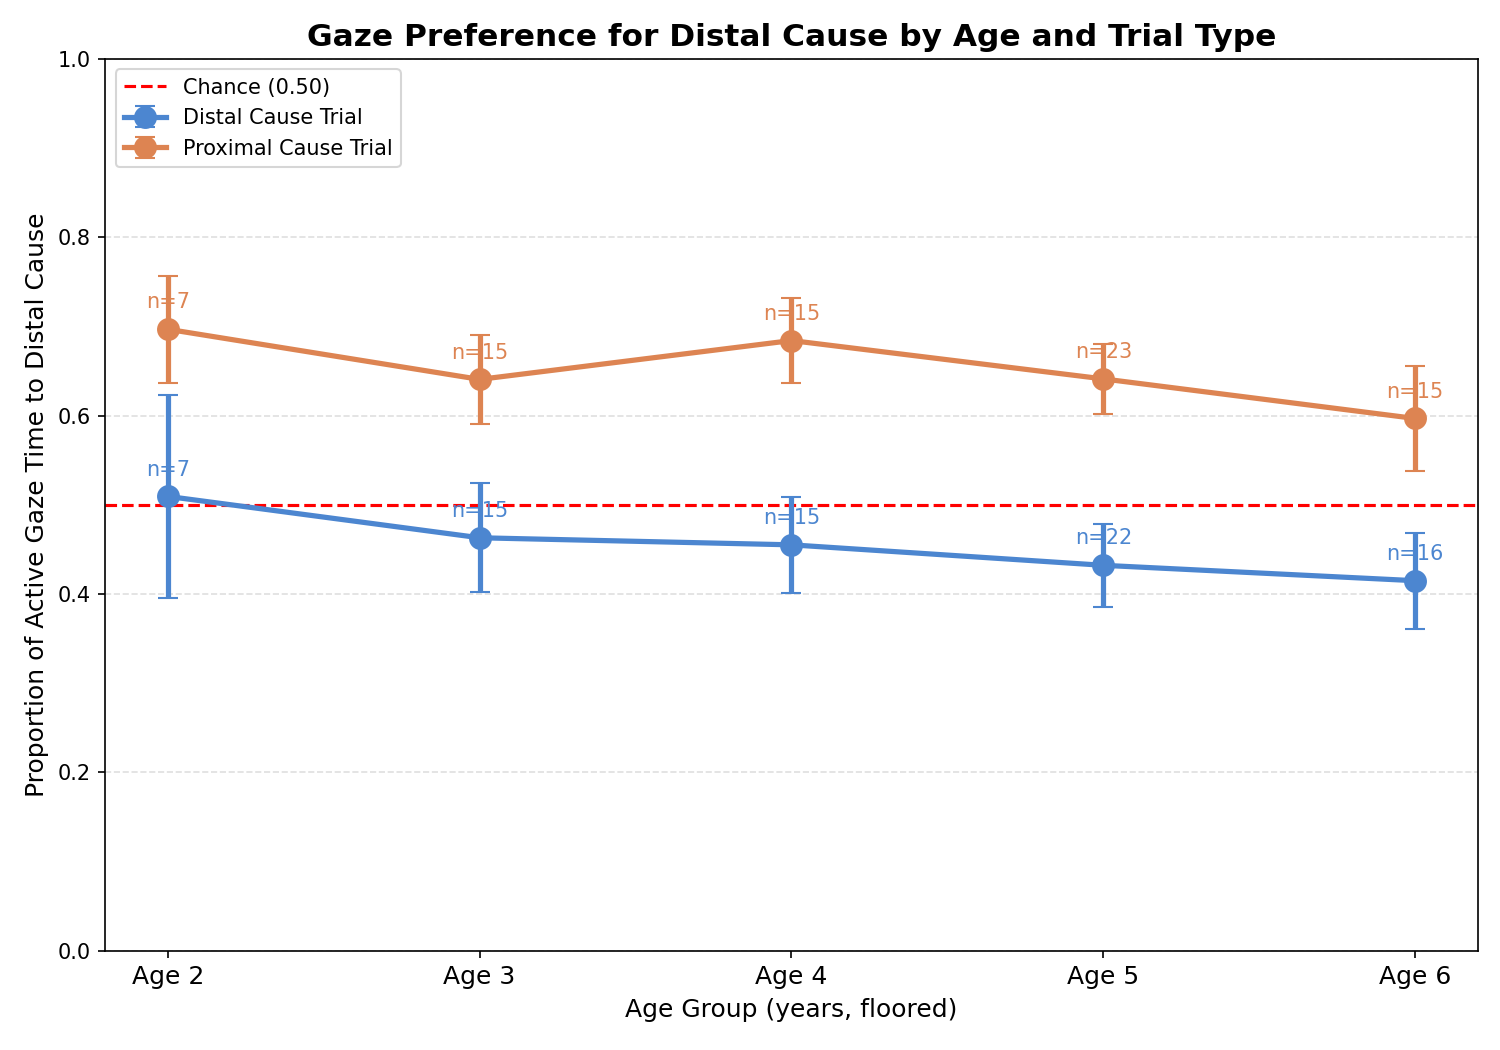 Gaze Preference for Distal Cause by Age and Trial Type
Proportion of Active Gaze Time to Distal Cause
1.0
0.8
0.6
0.4
0.2
0.0
Chance (0.50)
Distal Cause Trial
Proximal Cause Trial
n=7
n=15
n=15
n=23
n=15
n=7
n=15
n=15
n=22
n=16
Age 2
Age 3
Age 4
Age 5
Age 6
Age Group (years, floored)